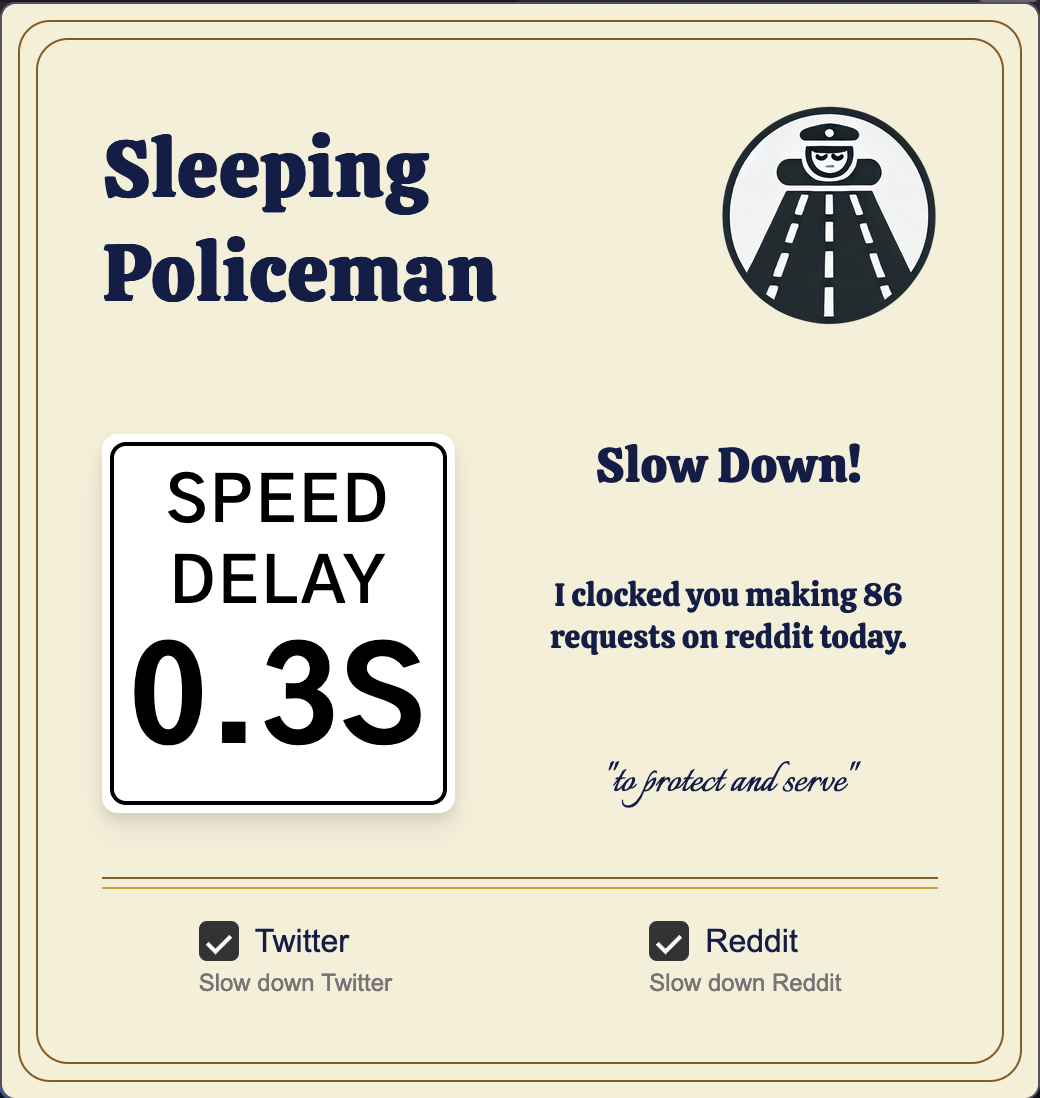 Sleeping
Policeman
SPEED
DELAY
0.3S
Slow Down!
I clocked you making 86
requests on reddit today.
"to protect and serve"
Twitter
Slow down Twitter
Reddit
Slow down Reddit